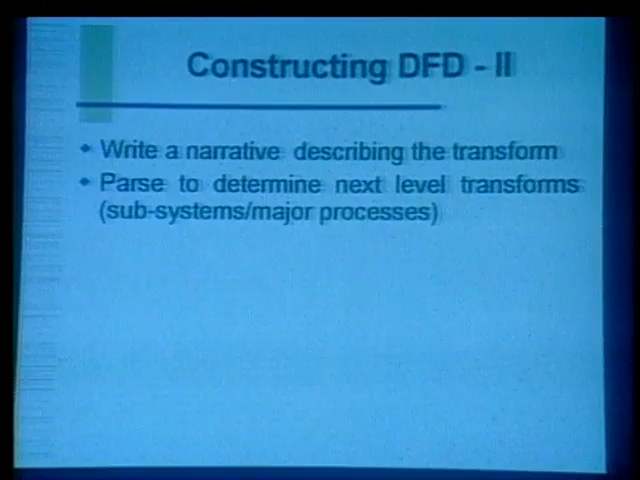 Constructing DFD - II
• Write a narrative describing the transform
• Parse to determine next level transforms
(sub-systems/major processes)